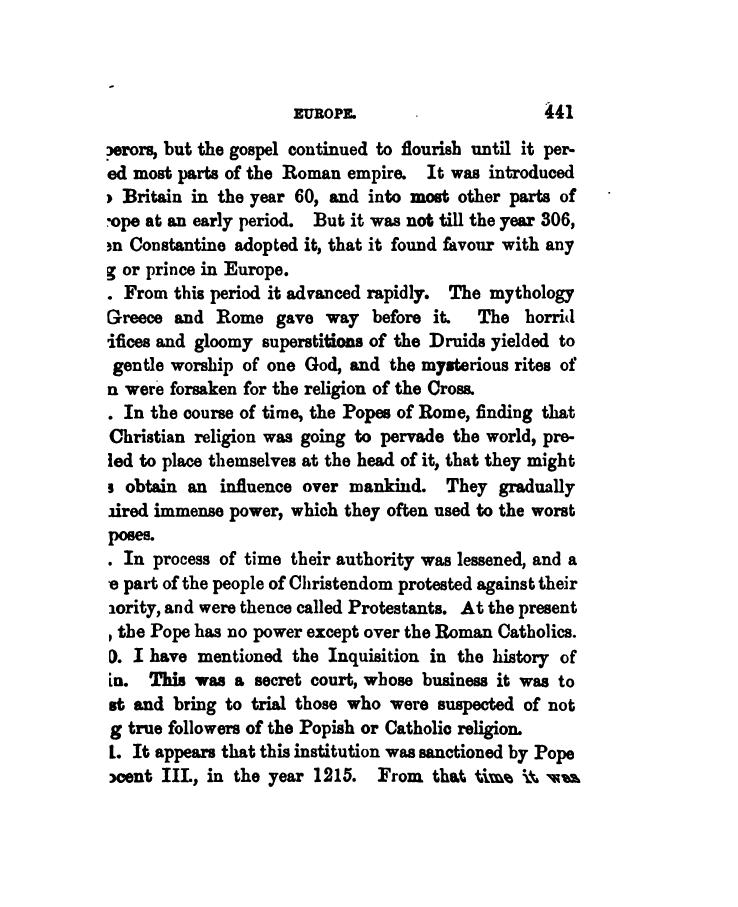 EUROPE. 441
perors, but the gospel continued to flourish until it per-
ed most parts of the Roman empire. It was introduced
Britain in the year 60, and into most other parts of
rope at an early period. But it was not till the year 306,
en Constantine adopted it, that it found favour with any
g or prince in Europe.
. From this period it advanced rapidly. The mythology
Greece and Rome gave way before it. The horrid
ifices and gloomy superstitions of the Druids yielded to
gentle worship of one God, and the mysterious rites of
n were forsaken for the religion of the Cross.
. In the course of time, the Popes of Rome, finding that
Christian religion was going to pervade the world, pre-
led to place themselves at the head of it, that they might
s obtain an influence over mankind. They gradually
uired immense power, which they often used to the worst
poses.
. In process of time their authority was lessened, and a
e part of the people of Christendom protested against their
hority, and were thence called Protestants. At the present
, the Pope has no power except over the Roman Catholics.
0. I have mentioned the Inquisition in the history of
in. This was a secret court, whose business it was to
st and bring to trial those who were suspected of not
g true followers of the Popish or Catholic religion.
1. It appears that this institution was sanctioned by Pope
ocent III., in the year 1215. From that time it was